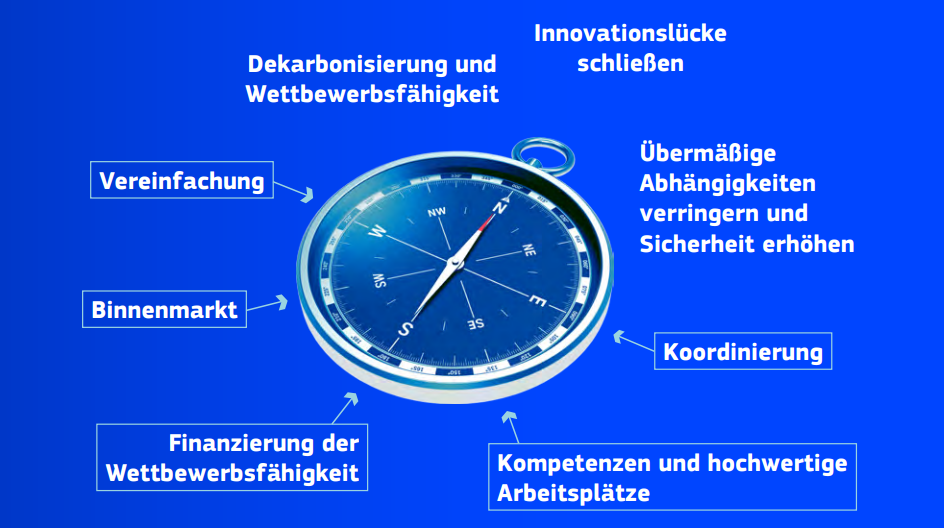 Innovationslücke
schließen
Dekarbonisierung und
Wettbewerbsfähigkeit
Übermäßige
Abhängigkeiten
verringern und
Sicherheit erhöhen
Vereinfachung
N
NW
NE
W
E
SW
SE
S
Binnenmarkt
Koordinierung
Finanzierung der
Wettbewerbsfähigkeit
Kompetenzen und hochwertige
Arbeitsplätze